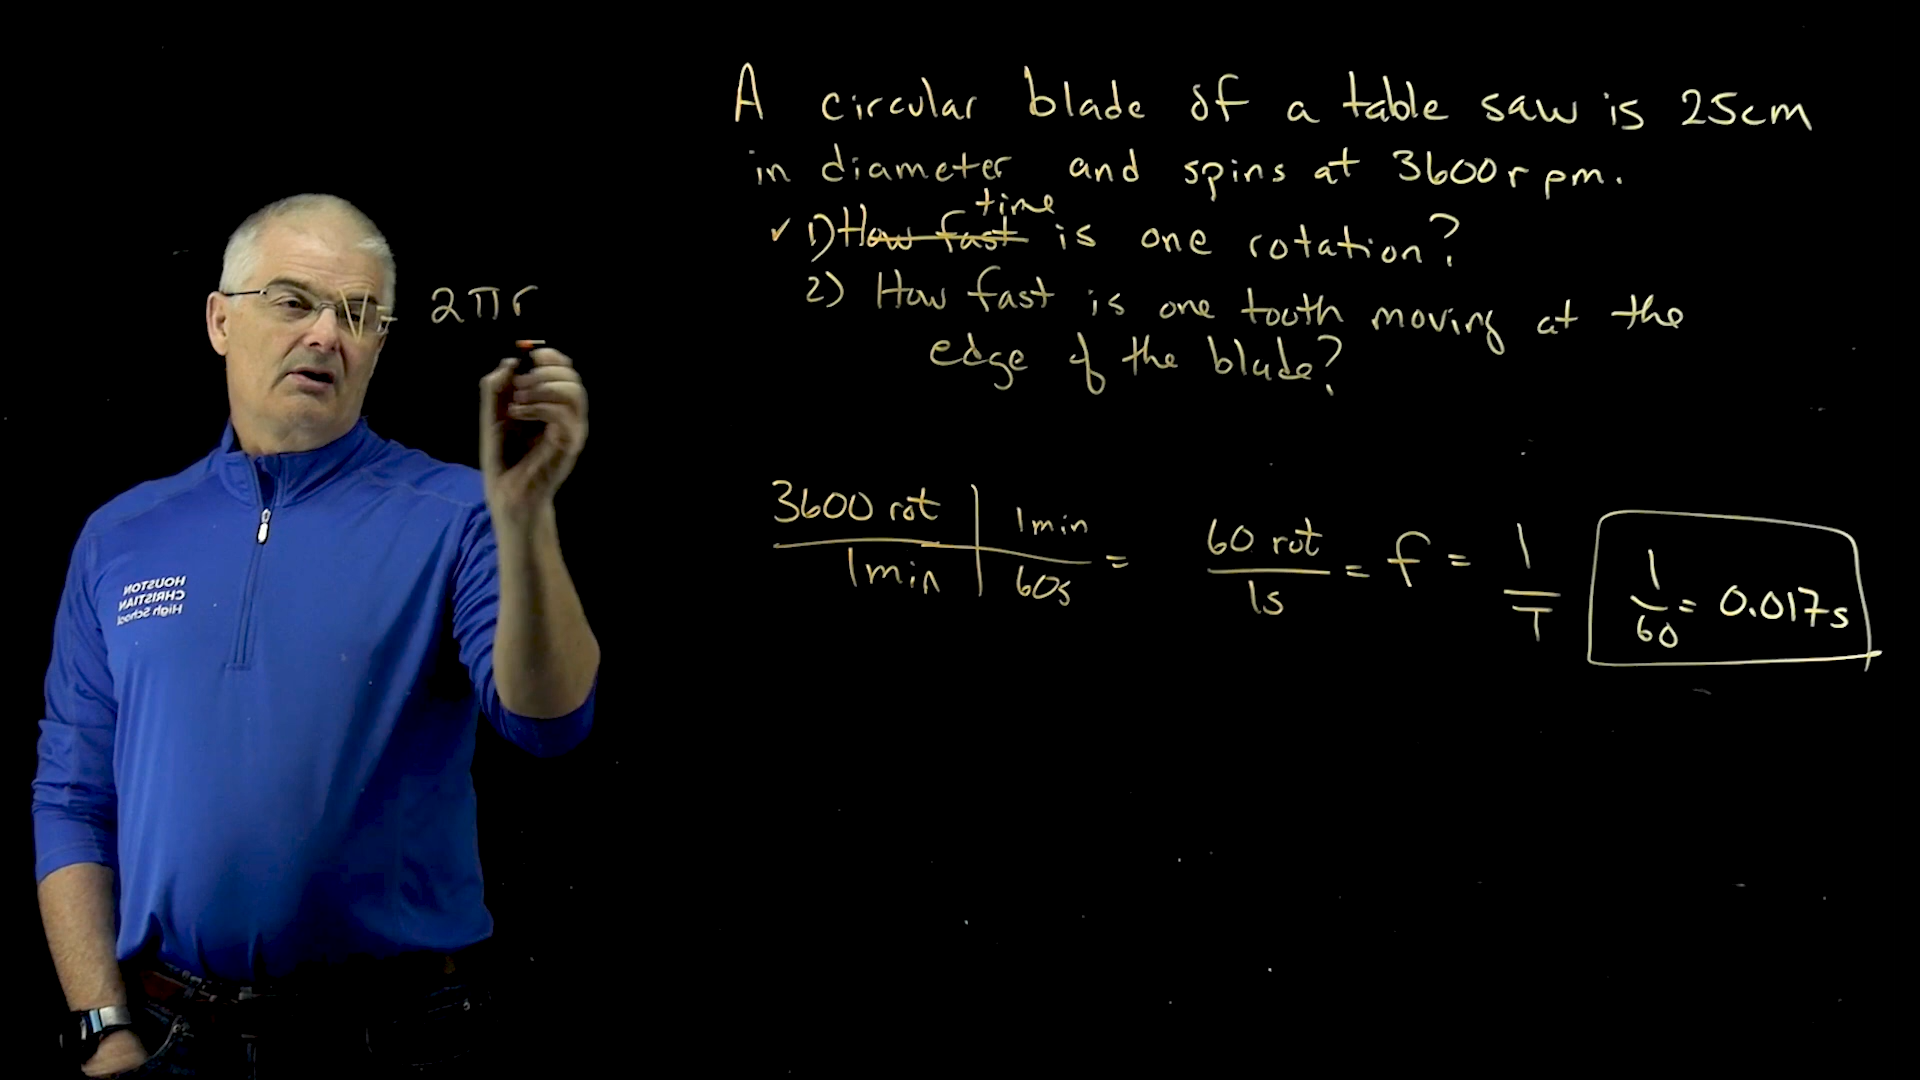 A circular blade of a table saw is 25cm
in diameter and spins at 3600 rpm.
time
✓ 1) How fast is one rotation?
2) How fast is one tooth moving at the
edge of the blade?
V = 2πr
3600 rot | 1min = 60 rot = f = 1
1min | 60s 1s T
1/60 = 0.017s
HOUSTON
CHRISTIAN
High School